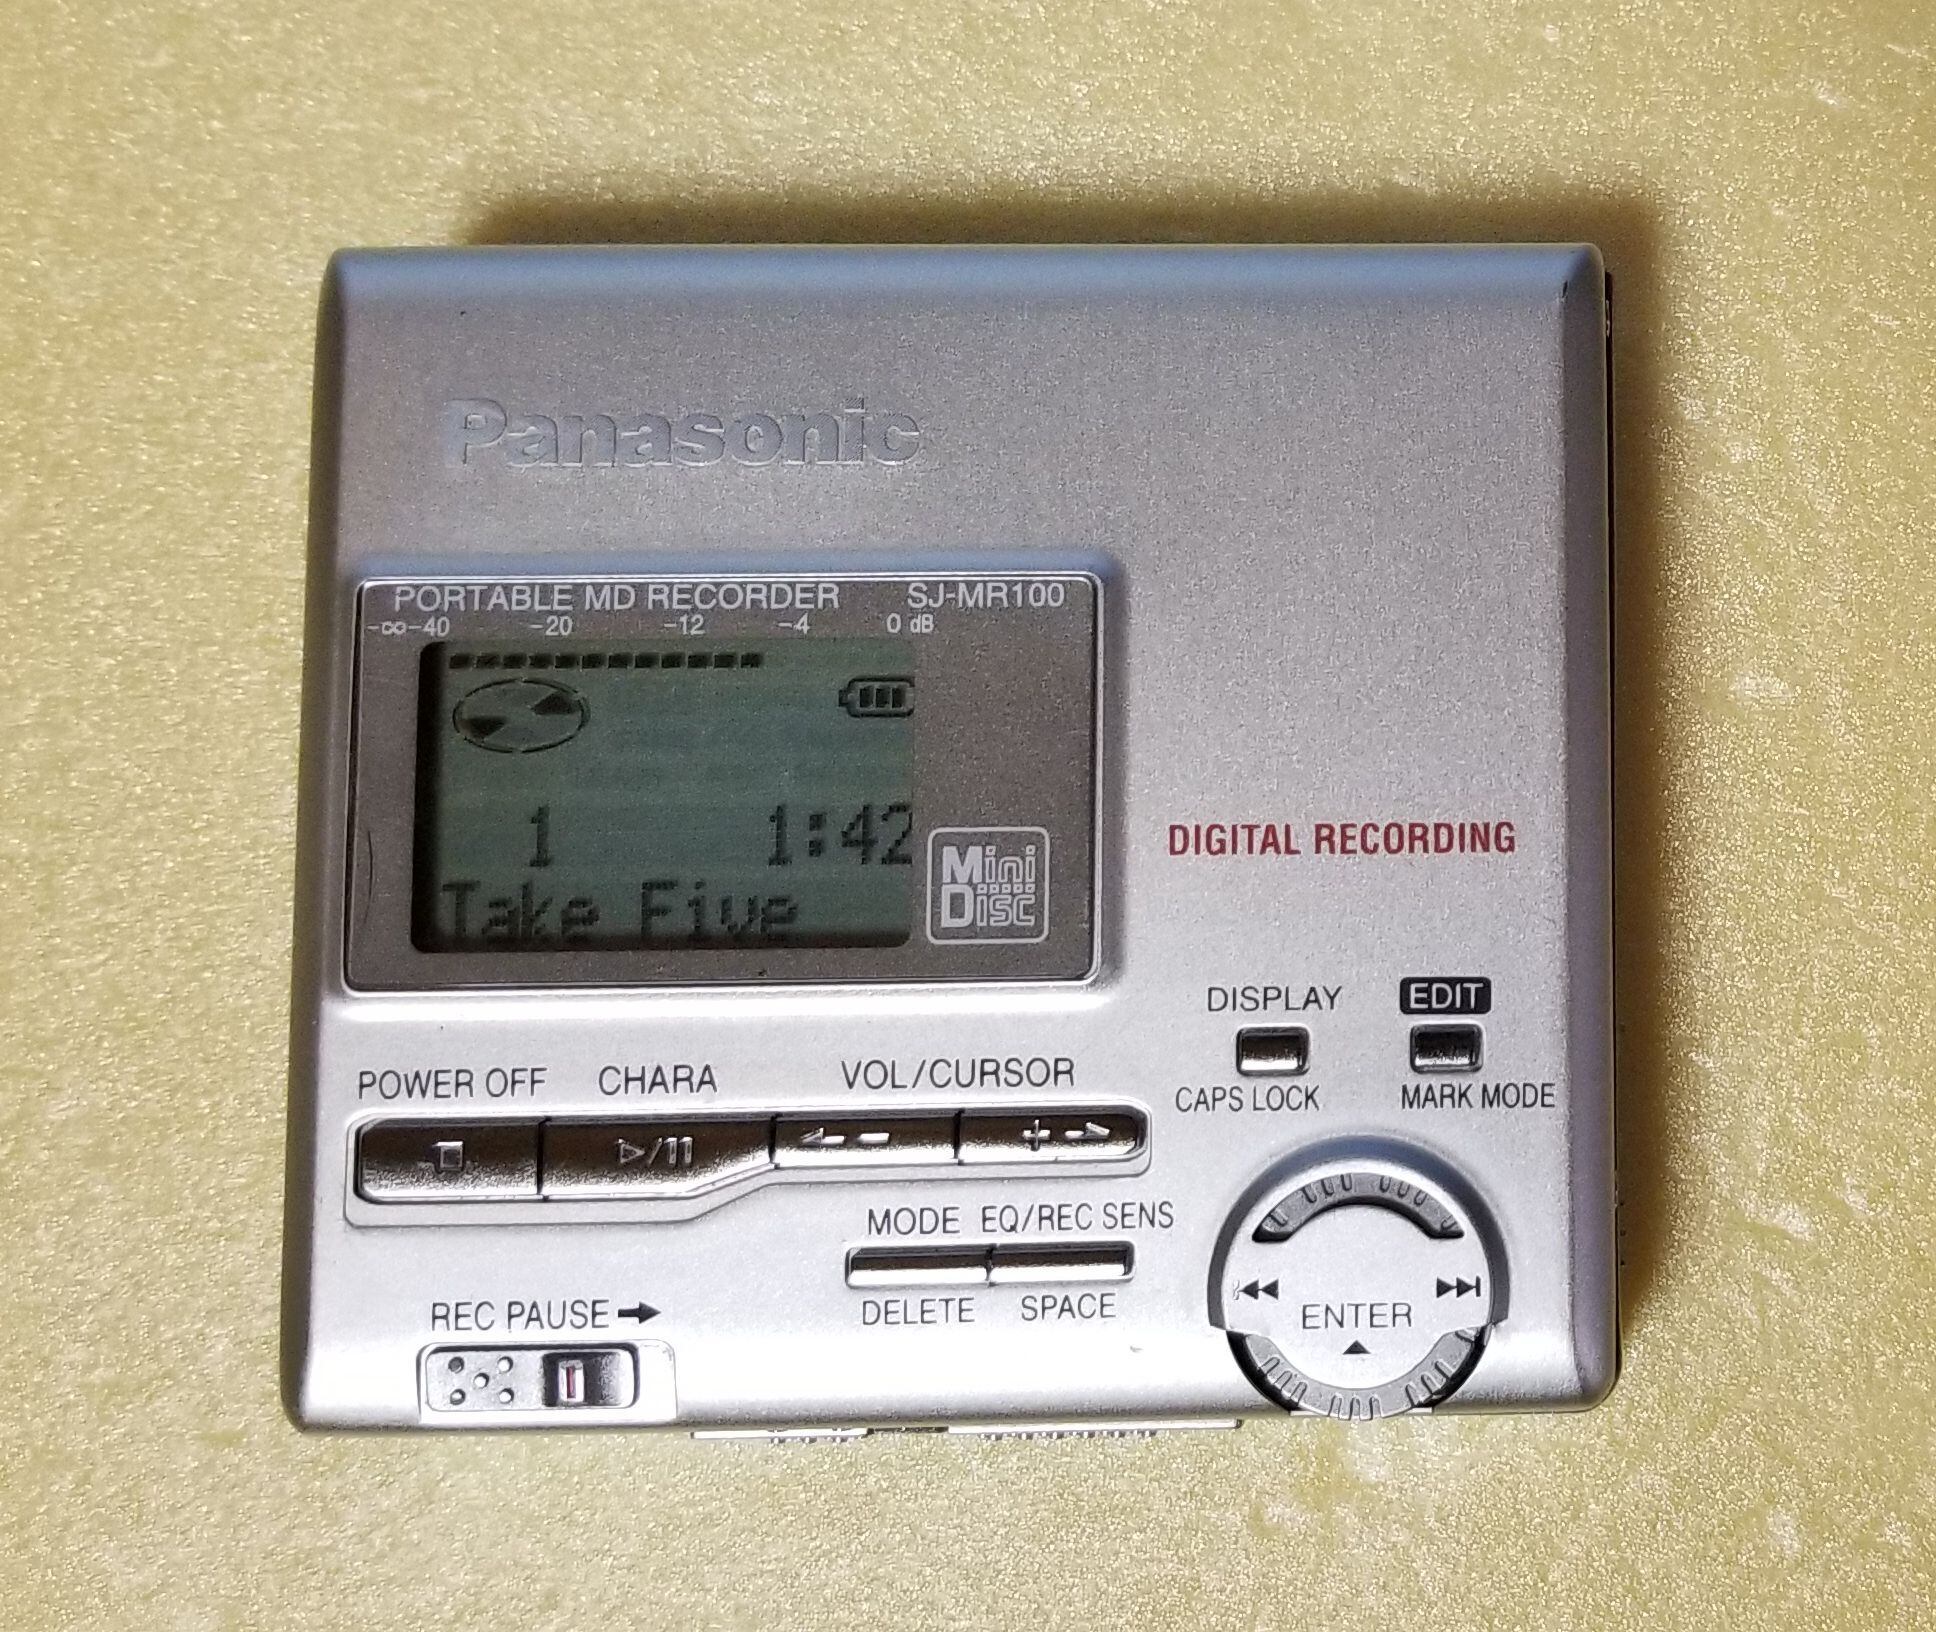 Panasonic
PORTABLE MD RECORDER SJ-MR100
-∞-40 -20 -12 -4 0 dB
1 1:42
Take Five
Mini
Disc
DIGITAL RECORDING
DISPLAY EDIT
CAPS LOCK MARK MODE
POWER OFF CHARA VOL/CURSOR
MODE EQ/REC SENS
DELETE SPACE
ENTER
REC PAUSE